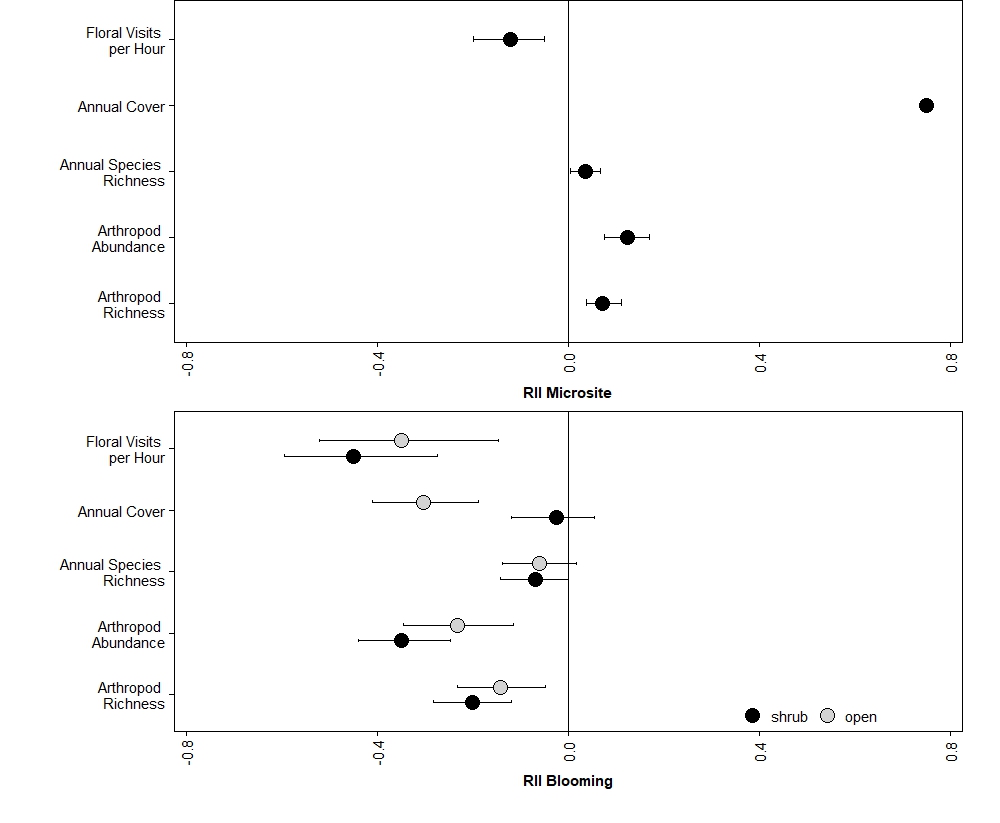 Floral Visits
per Hour
Annual Cover
Annual Species
Richness
Arthropod
Abundance
Arthropod
Richness
-0.8 -0.4 0.0 0.4 0.8
RII Microsite
Floral Visits
per Hour
Annual Cover
Annual Species
Richness
Arthropod
Abundance
Arthropod
Richness
shrub open
-0.8 -0.4 0.0 0.4 0.8
RII Blooming